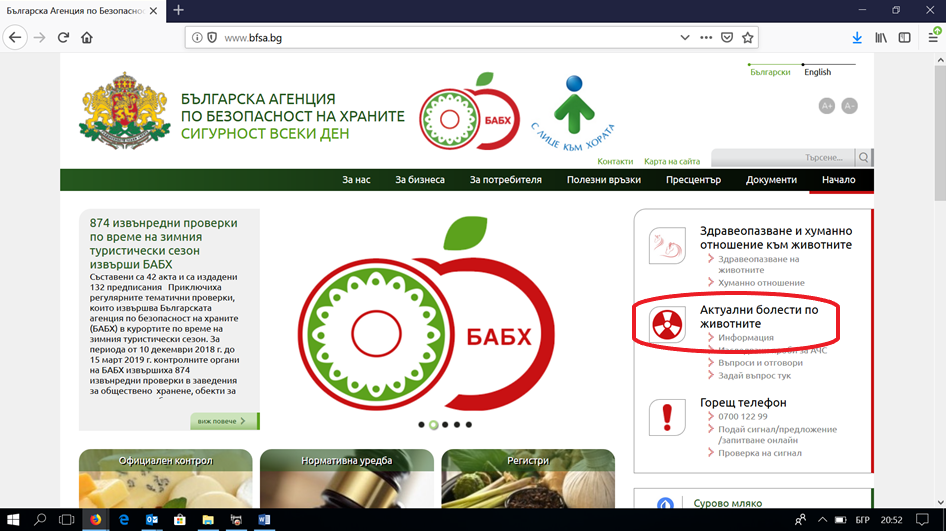 Българска Агенция по Безопаснос
www.bfsa.bg
Български English
A+ A-
БЪЛГАРСКА АГЕНЦИЯ
ПО БЕЗОПАСНОСТ НА ХРАНИТЕ
СИГУРНОСТ ВСЕКИ ДЕН
БАБХ
С ЛИЦЕ КЪМ ХОРАТА
Контакти Карта на сайта
Търсене...
За нас За бизнеса За потребителя Полезни връзки Пресцентър Документи Начало
874 извънредни проверки
по време на зимния
туристически сезон
извърши БАБХ
Съставени са 42 акта и са издадени
132 предписания Приключиха
регулярните тематични проверки,
които извършва Българската
агенция по безопасност на храните
(БАБХ) в курортите по време на
зимния туристически сезон. За
периода от 10 декември 2018 г. до
15 март 2019 г. контролните органи
на БАБХ извършиха 874
извънредни проверки в заведения
за обществено хранене, обекти за
виж повече
БАБХ
Здравеопазване и хуманно
отношение към животните
Здравеопазване на
животните
Хуманно отношение
Актуални болести по
животните
Информация
за АЧС
Въпроси и отговори
Задай въпрос тук
Горещ телефон
0700 122 99
Подай сигнал/предложение
/запитване онлайн
Проверка на сигнал
Официален контрол
Нормативна уредба
Регистри
Сурово мляко
БГР 20:52